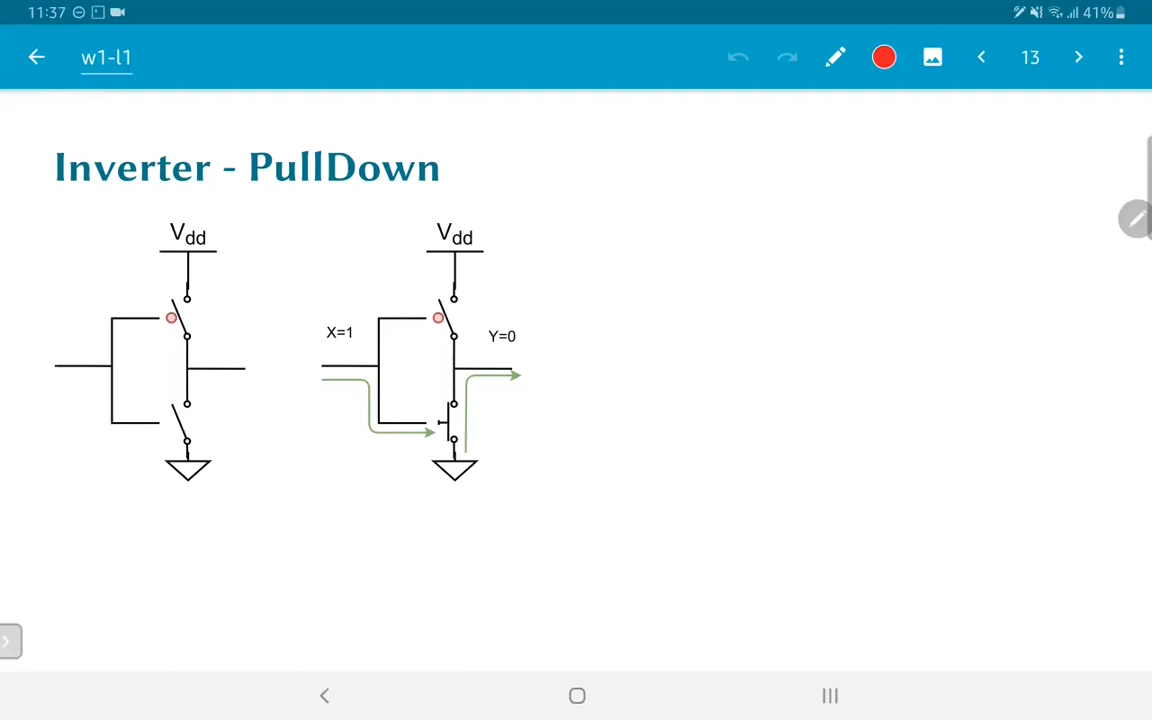 11:37 41%
w1-l1 13
Inverter - PullDown
Vdd Vdd
X=1 Y=0